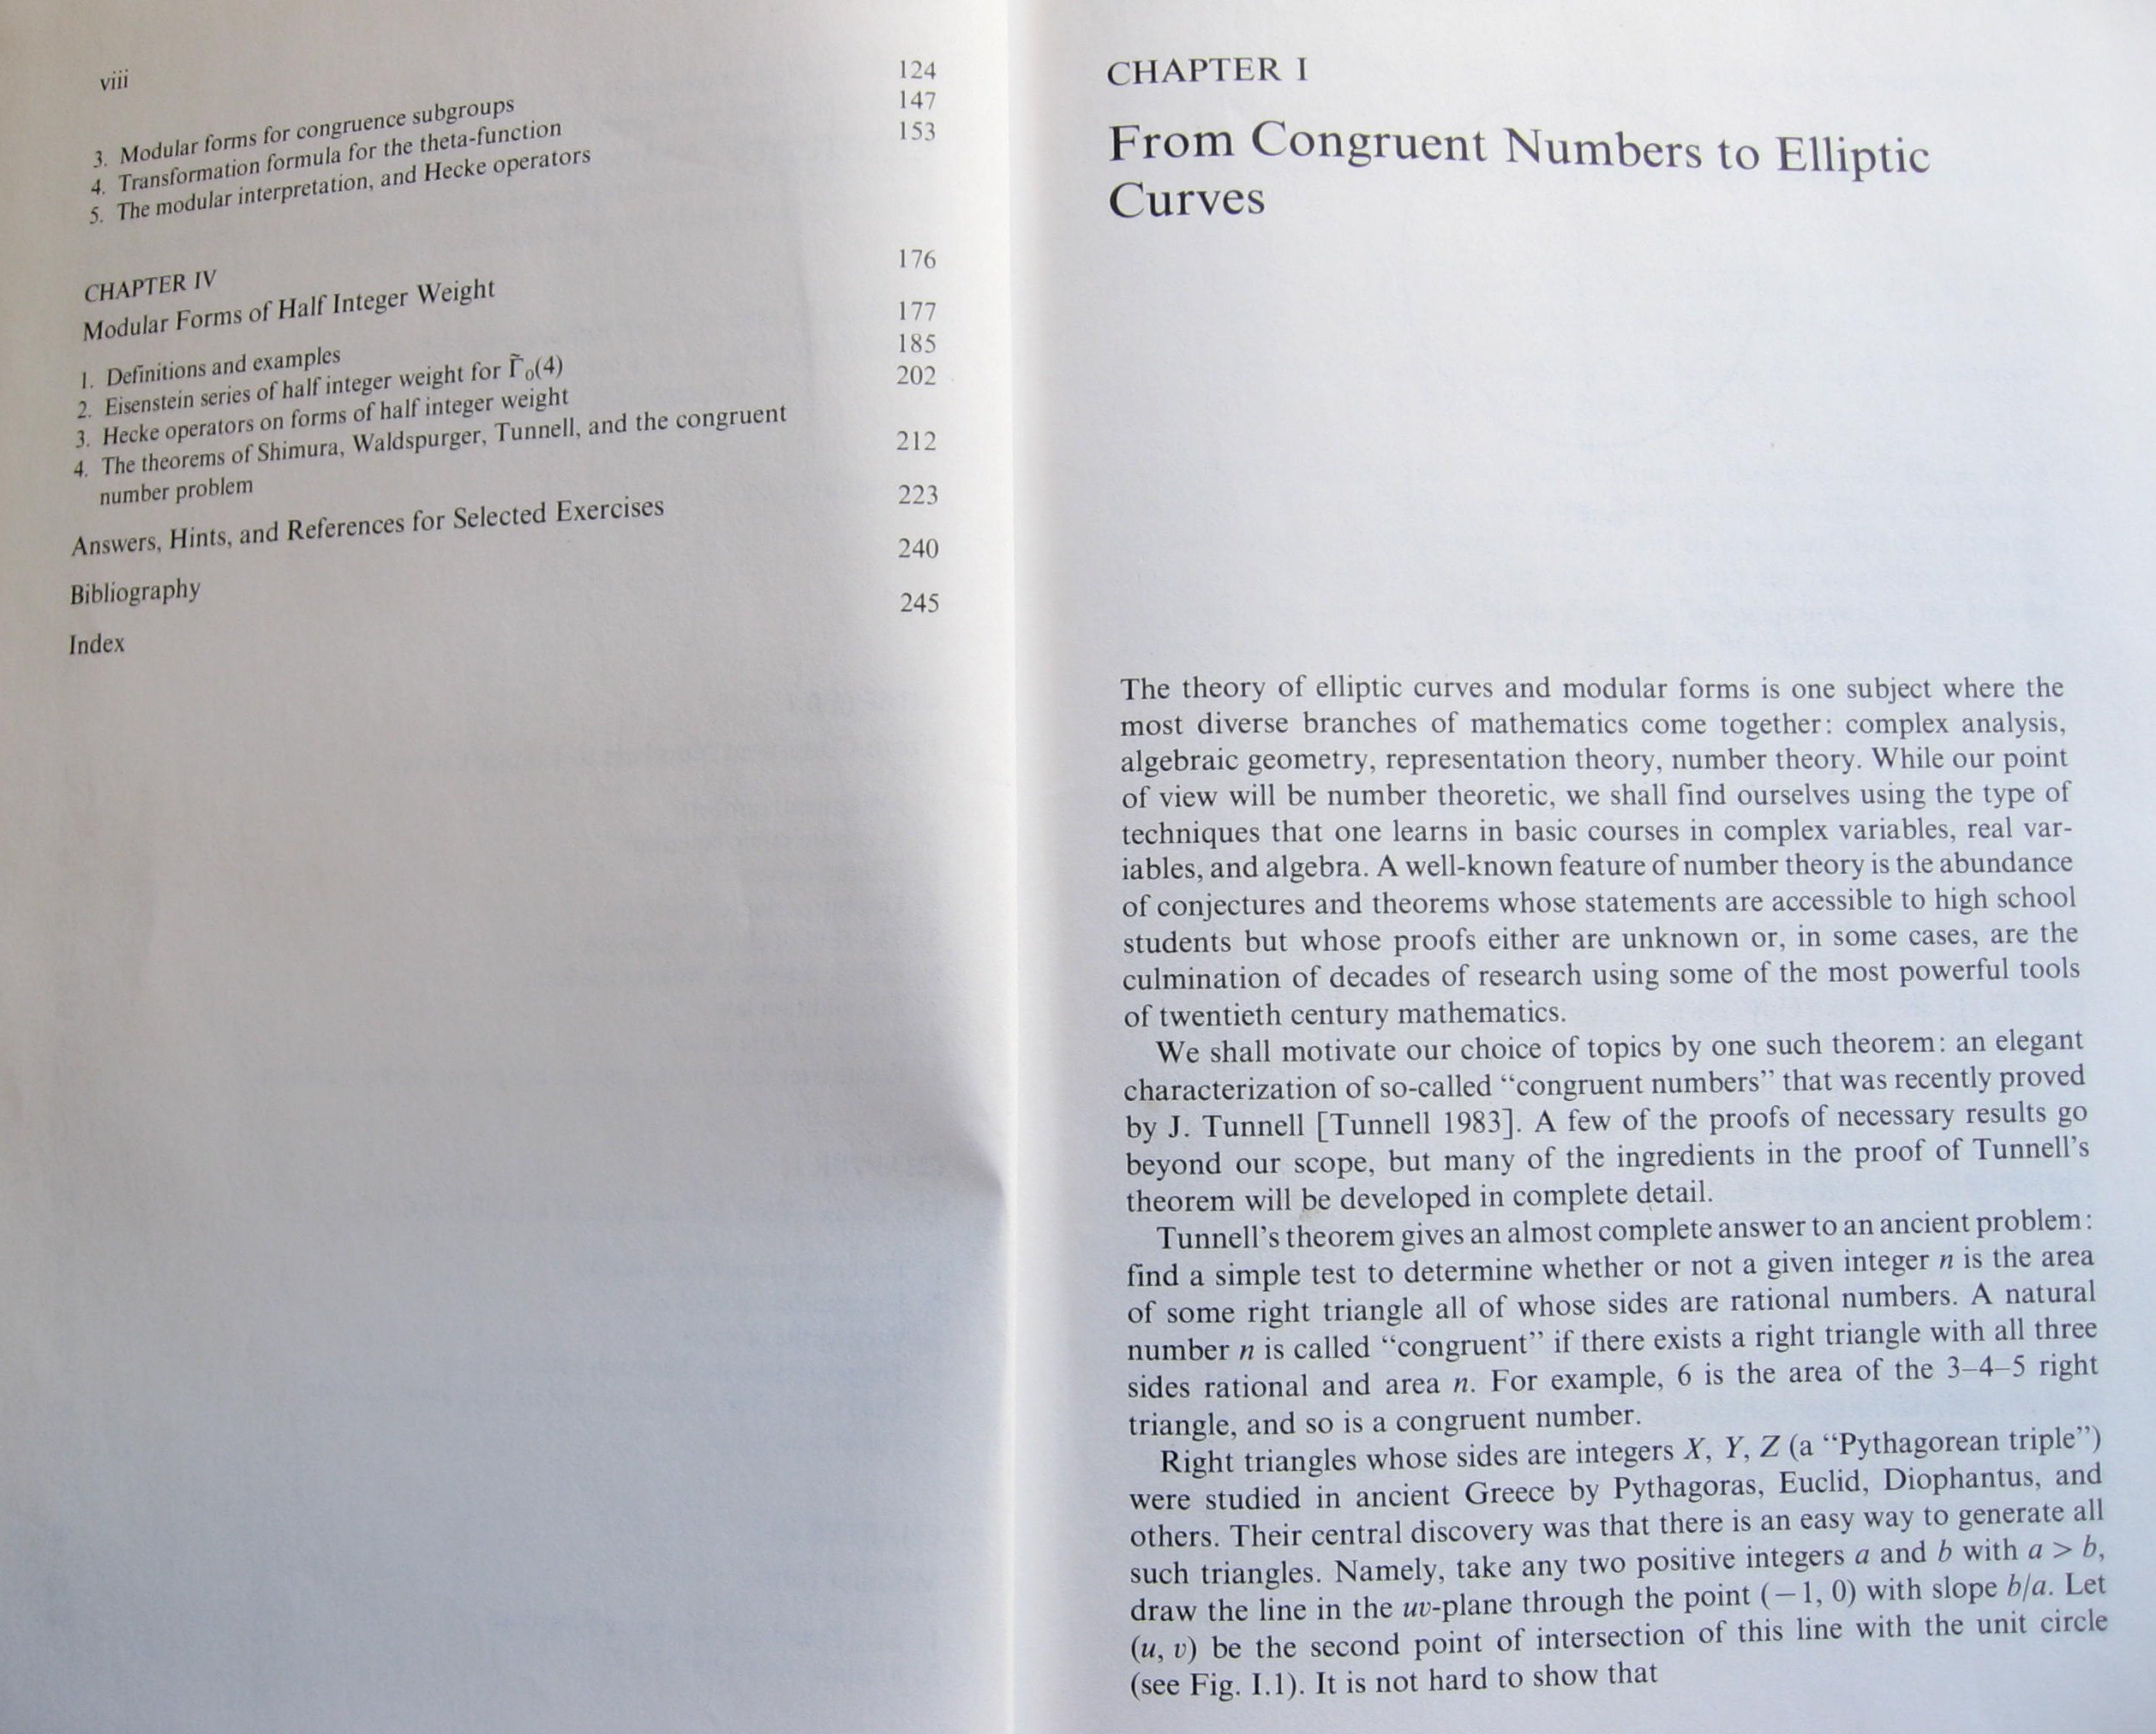 viii
3. Modular forms for congruence subgroups 124
4. Transformation formula for the theta-function 147
5. The modular interpretation, and Hecke operators 153
CHAPTER IV
Modular Forms of Half Integer Weight 176
1. Definitions and examples 177
2. Eisenstein series of half integer weight for Γ̃₀(4) 185
3. Hecke operators on forms of half integer weight 202
4. The theorems of Shimura, Waldspurger, Tunnell, and the congruent
number problem 212
Answers, Hints, and References for Selected Exercises 223
Bibliography 240
Index 245
CHAPTER I
From Congruent Numbers to Elliptic
Curves
The theory of elliptic curves and modular forms is one subject where the
most diverse branches of mathematics come together: complex analysis,
algebraic geometry, representation theory, number theory. While our point
of view will be number theoretic, we shall find ourselves using the type of
techniques that one learns in basic courses in complex variables, real var-
iables, and algebra. A well-known feature of number theory is the abundance
of conjectures and theorems whose statements are accessible to high school
students but whose proofs either are unknown or, in some cases, are the
culmination of decades of research using some of the most powerful tools
of twentieth century mathematics.
We shall motivate our choice of topics by one such theorem: an elegant
characterization of so-called “congruent numbers” that was recently proved
by J. Tunnell [Tunnell 1983]. A few of the proofs of necessary results go
beyond our scope, but many of the ingredients in the proof of Tunnell’s
theorem will be developed in complete detail.
Tunnell’s theorem gives an almost complete answer to an ancient problem:
find a simple test to determine whether or not a given integer n is the area
of some right triangle all of whose sides are rational numbers. A natural
number n is called “congruent” if there exists a right triangle with all three
sides rational and area n. For example, 6 is the area of the 3–4–5 right
triangle, and so is a congruent number.
Right triangles whose sides are integers X, Y, Z (a “Pythagorean triple”)
were studied in ancient Greece by Pythagoras, Euclid, Diophantus, and
others. Their central discovery was that there is an easy way to generate all
such triangles. Namely, take any two positive integers a and b with a > b,
draw the line in the uv-plane through the point (−1, 0) with slope b/a. Let
(u, v) be the second point of intersection of this line with the unit circle
(see Fig. I.1). It is not hard to show that